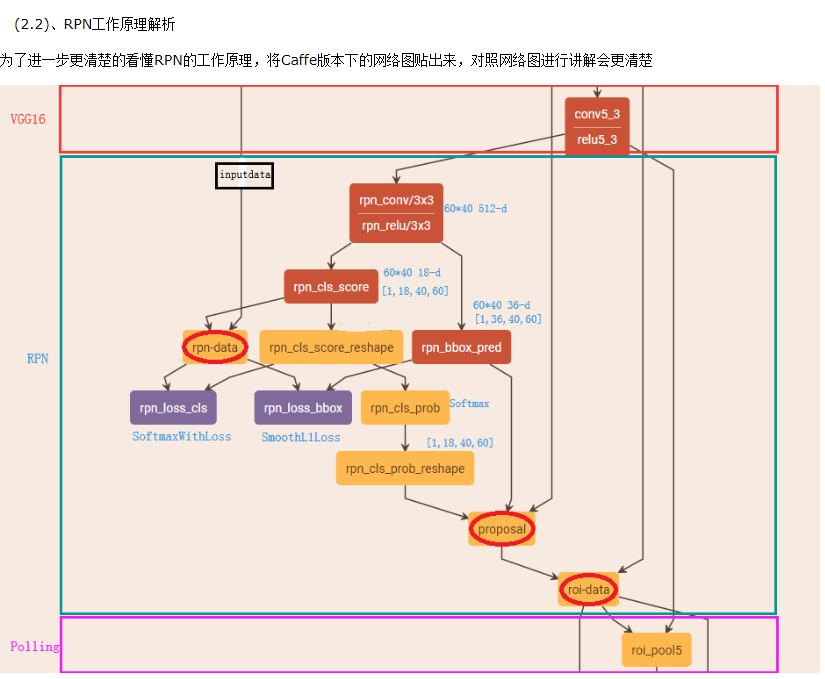 (2.2)、RPN工作原理解析
为了进一步更清楚的看懂RPN的工作原理，将Caffe版本下的网络图贴出来，对照网络图进行讲解会更清楚
VGG16
conv5_3
relu5_3
inputdata
rpn_conv/3x3
rpn_relu/3x3
60*40 512-d
rpn_cls_score
60*40 18-d
[1,18,40,60]
60*40 36-d
[1,36,40,60]
rpn-data
rpn_cls_score_reshape
rpn_bbox_pred
RPN
rpn_loss_cls
rpn_loss_bbox
rpn_cls_prob
Softmax
SoftmaxWithLoss
SmoothL1Loss
[1,18,40,60]
rpn_cls_prob_reshape
proposal
roi-data
Polling
roi_pool5